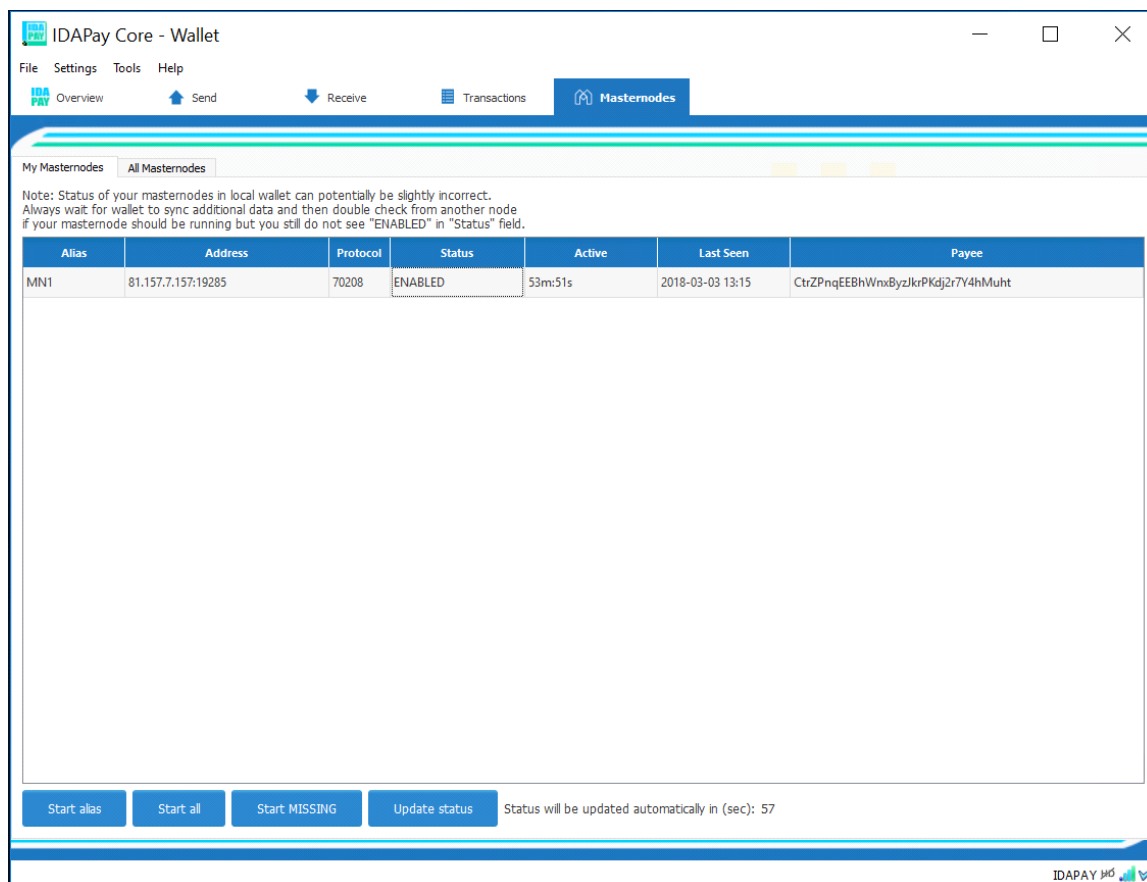 IDA PAY
IDAPay Core - Wallet
File Settings Tools Help
IDA PAY Overview Send Receive Transactions Masternodes
My Masternodes All Masternodes
Note: Status of your masternodes in local wallet can potentially be slightly incorrect.
Always wait for wallet to sync additional data and then double check from another node
if your masternode should be running but you still do not see "ENABLED" in "Status" field.
Alias Address Protocol Status Active Last Seen Payee
MN1 81.157.7.157:19285 70208 ENABLED 53m:51s 2018-03-03 13:15 CtrZPnqEEBhWnxByzJkrPKdj2r7Y4hMuht
Start alias Start all Start MISSING Update status Status will be updated automatically in (sec): 57
IDAPAY HD